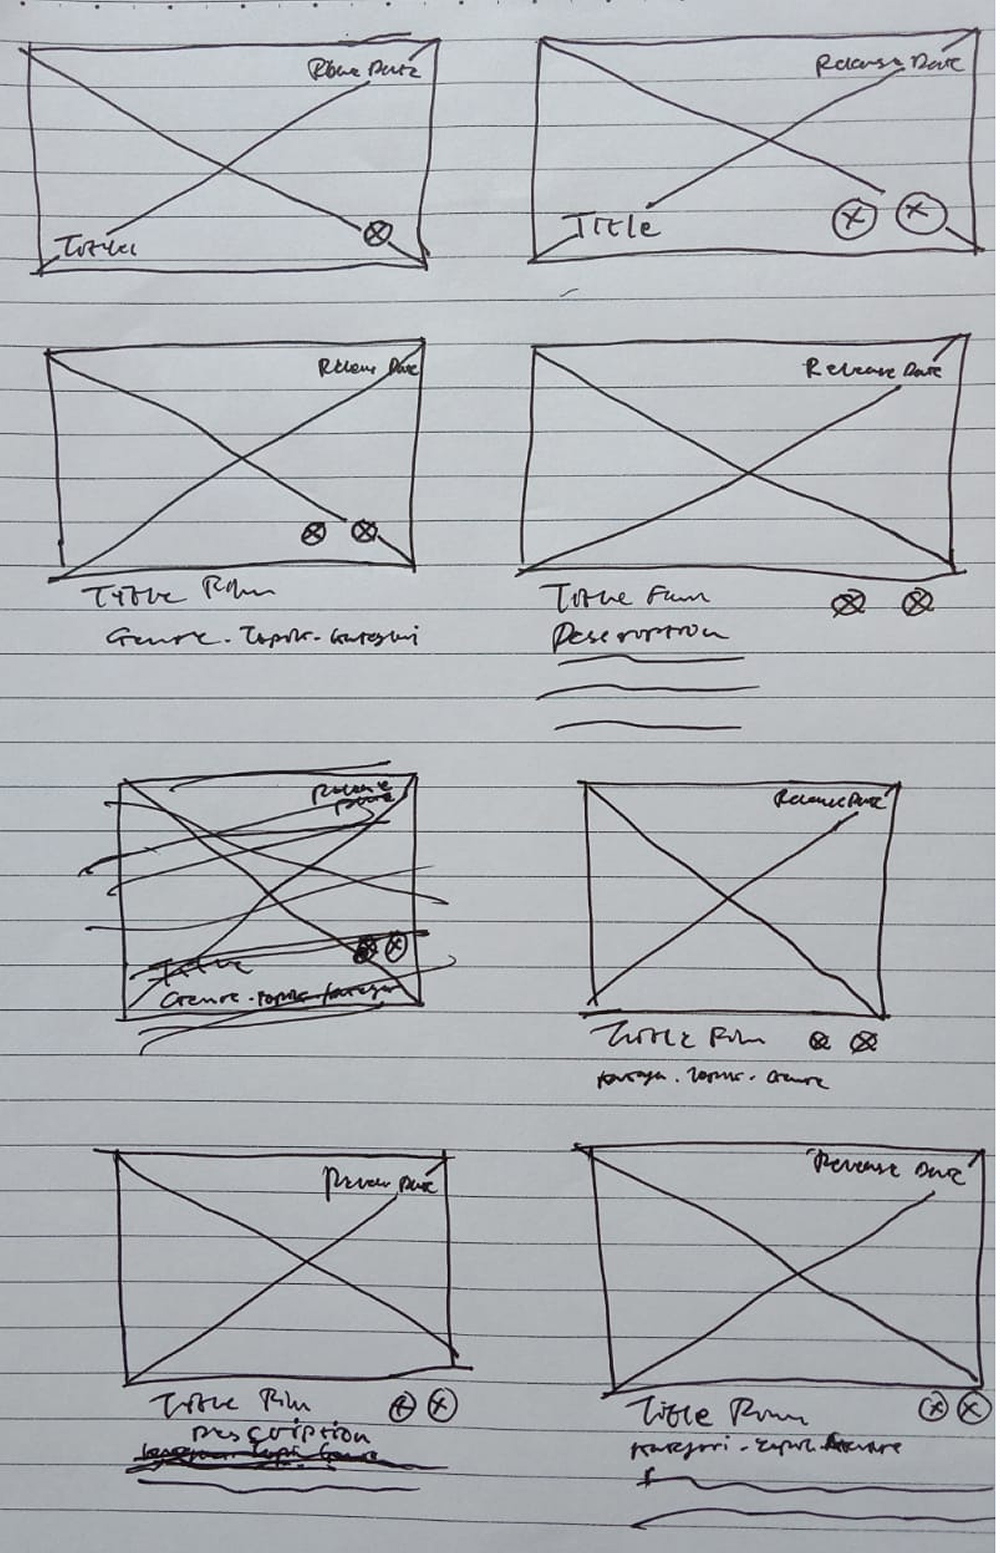 Release Date
Release Date
Title
Title
Release Date
Release Date
Title Film
Title Film
Genre - Topik - Kategori
Description
Release
Date
Release Date
Title
Genre - Topik - Kategori
Title Film
Kategori - Topik - Genre
Release Date
Release Date
Title Film
Title Film
Description
Kategori - Topik - Genre